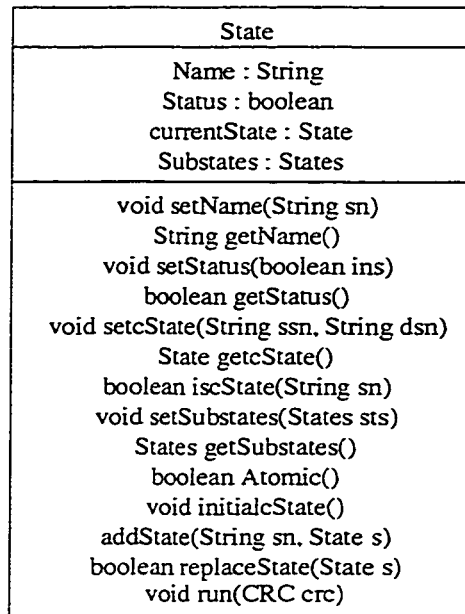 State
Name : String
Status : boolean
currentState : State
Substates : States
void setName(String sn)
String getName()
void setStatus(boolean ins)
boolean getStatus()
void setcState(String ssn, String dsn)
State getcState()
boolean iscState(String sn)
void setSubstates(States sts)
States getSubstates()
boolean Atomic()
void initialcState()
addState(String sn, State s)
boolean replaceState(State s)
void run(CRC crc)